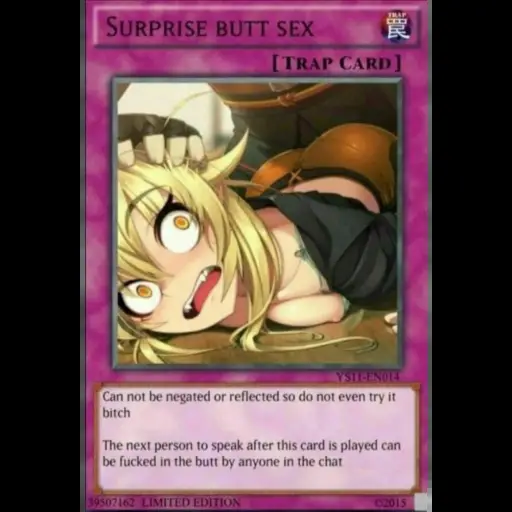 SURPRISE BUTT SEX
TRAP
罠
[TRAP CARD]
YS11-EN014
Can not be negated or reflected so do not even try it
bitch
The next person to speak after this card is played can
be fucked in the butt by anyone in the chat
39507162 LIMITED EDITION
©2015